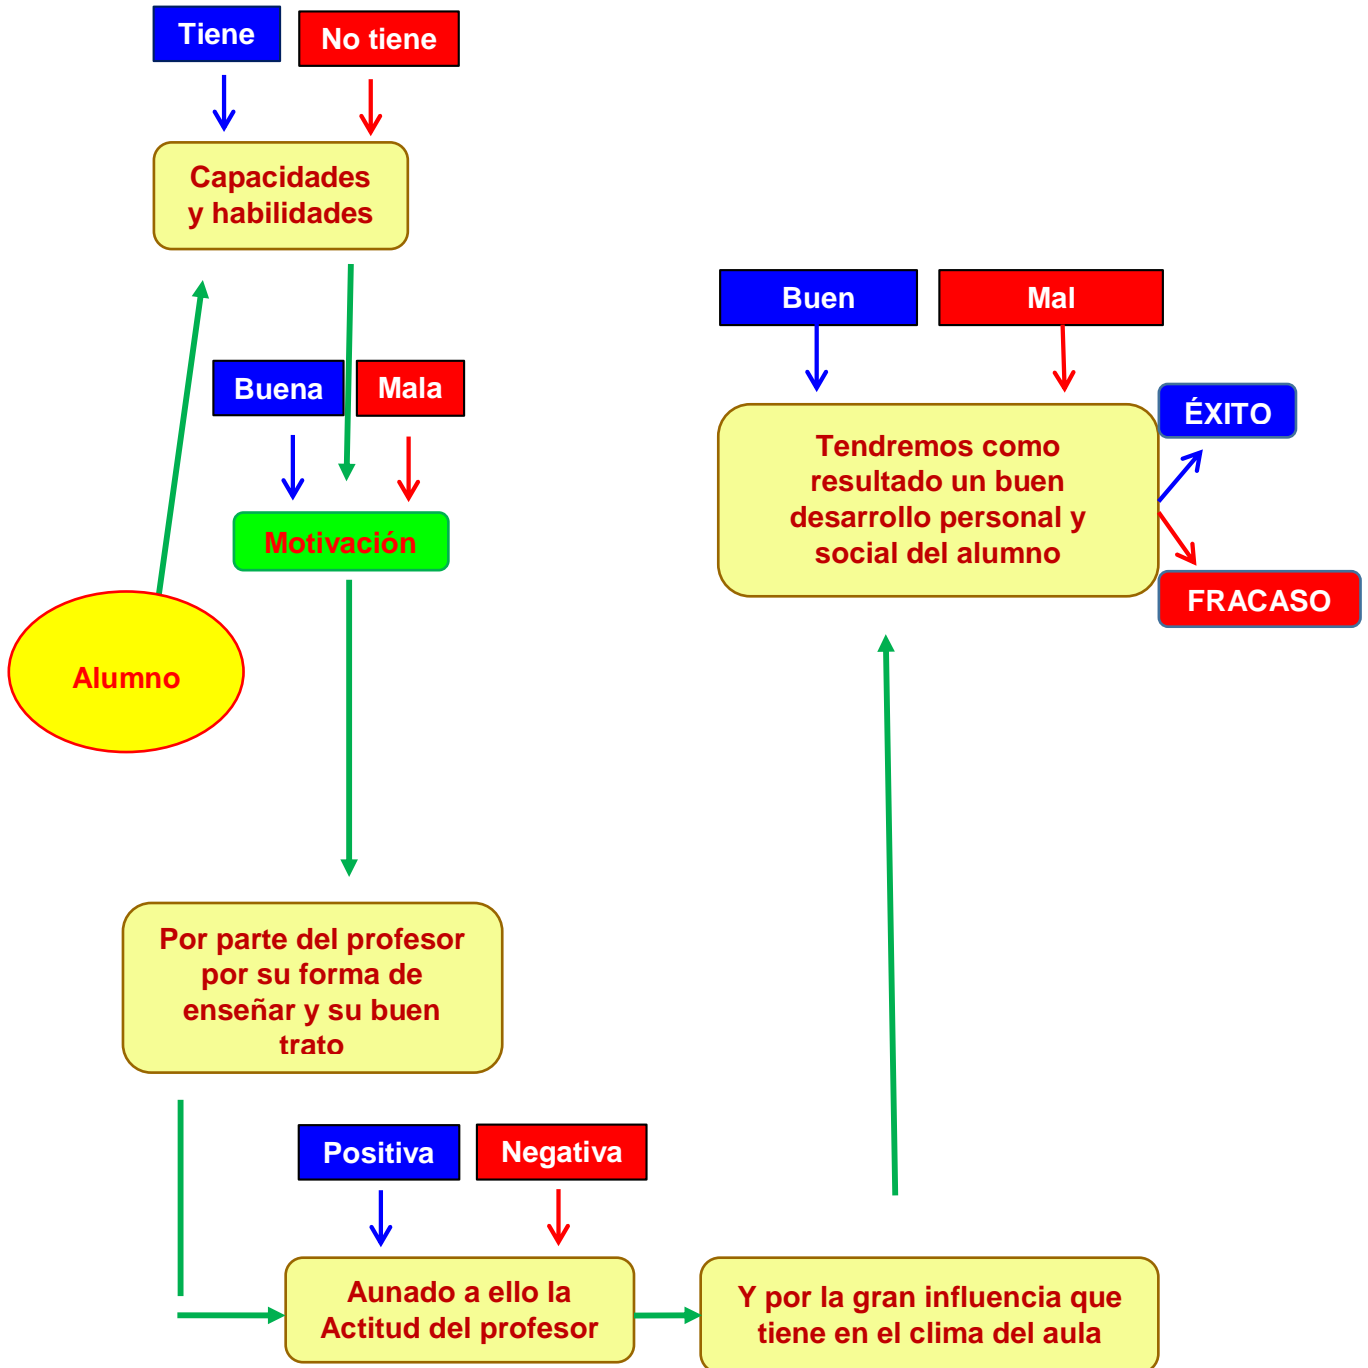 Tiene
No tiene
Capacidades
y habilidades
Buena
Mala
Motivación
Alumno
Por parte del profesor
por su forma de
enseñar y su buen
trato
Positiva
Negativa
Aunado a ello la
Actitud del profesor
Y por la gran influencia que
tiene en el clima del aula
Buen
Mal
Tendremos como
resultado un buen
desarrollo personal y
social del alumno
ÉXITO
FRACASO